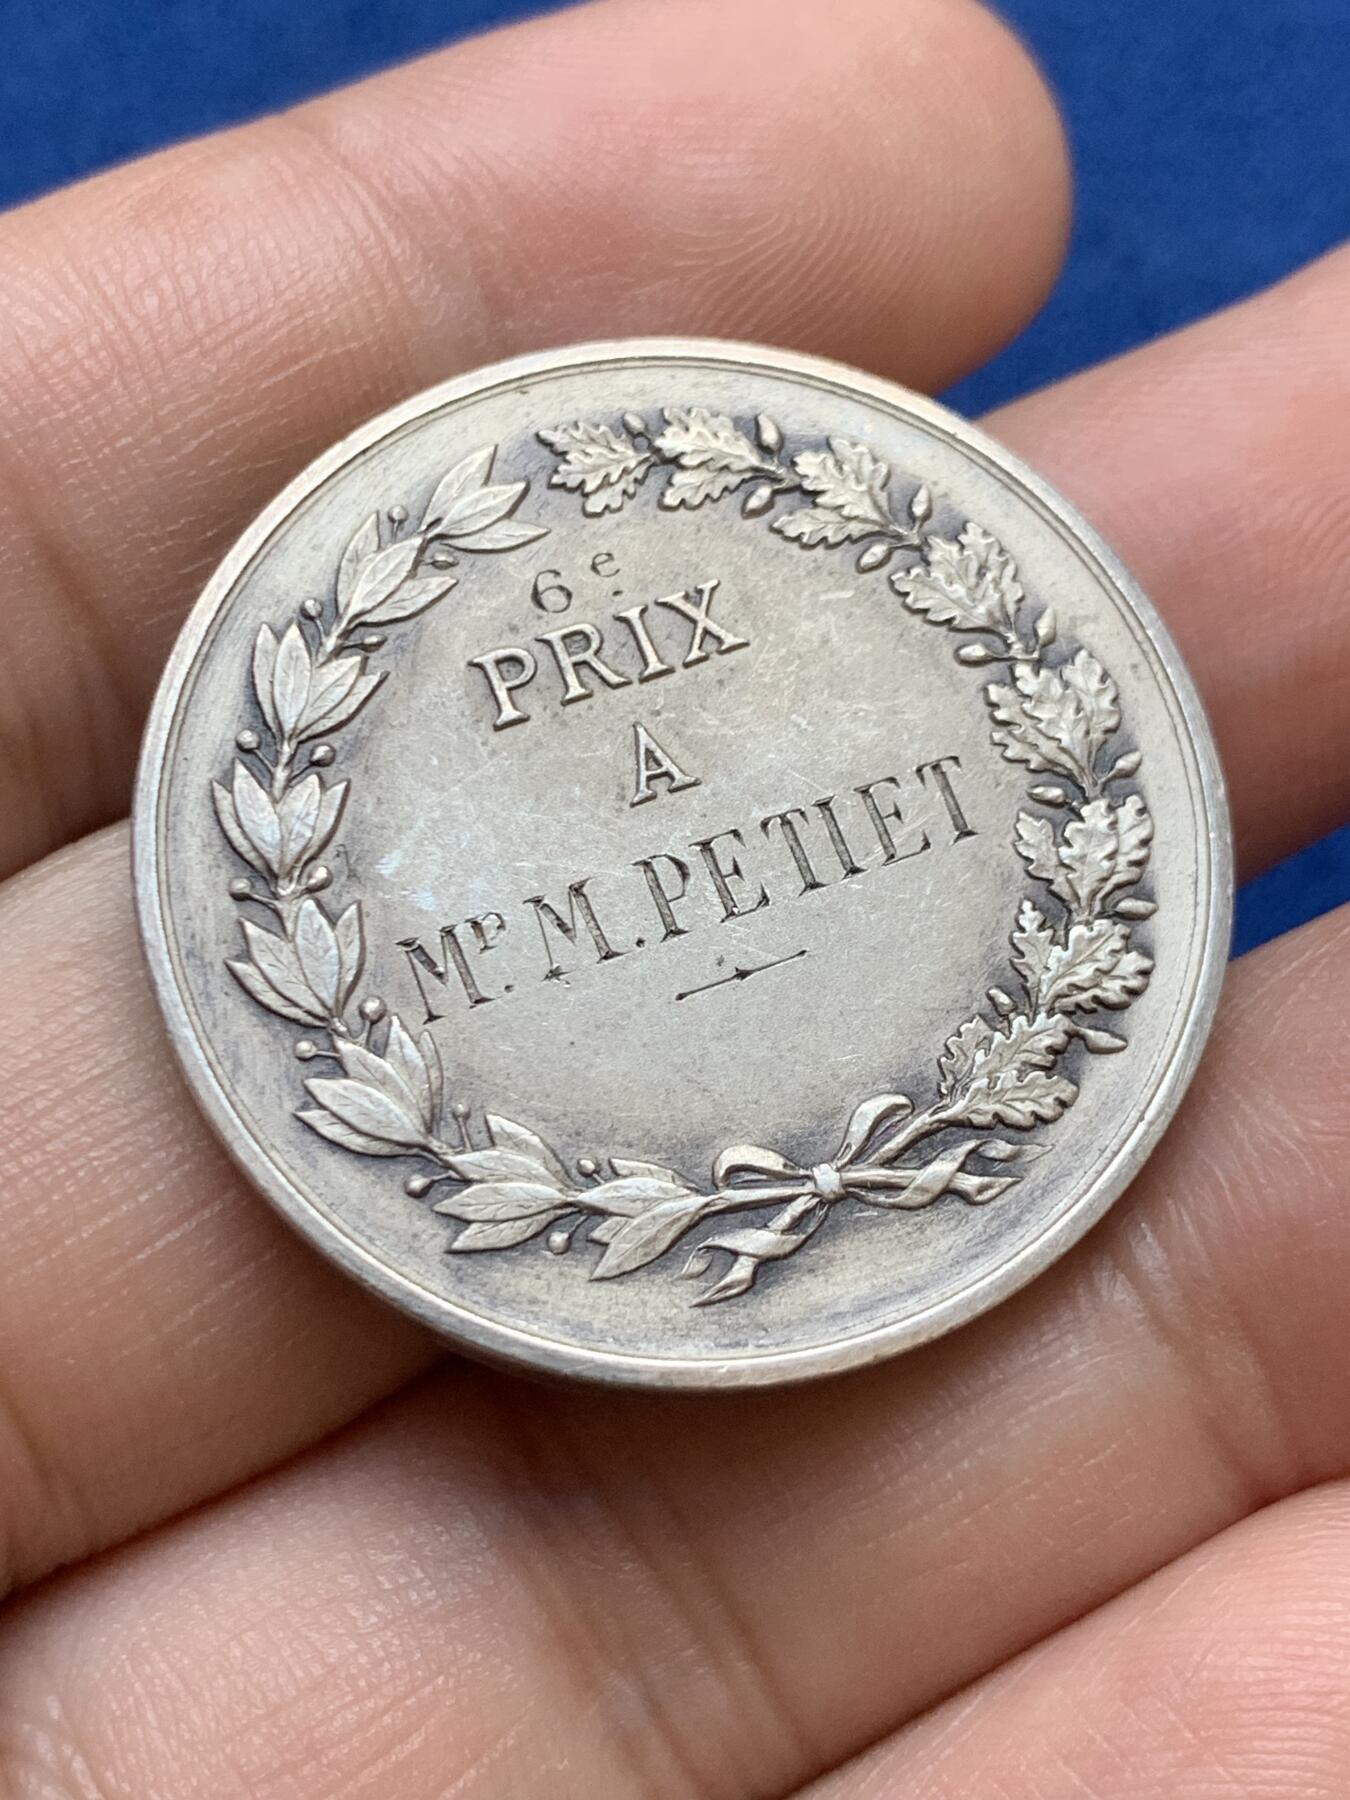 6e
PRIX
A
Mr. M. PETIET